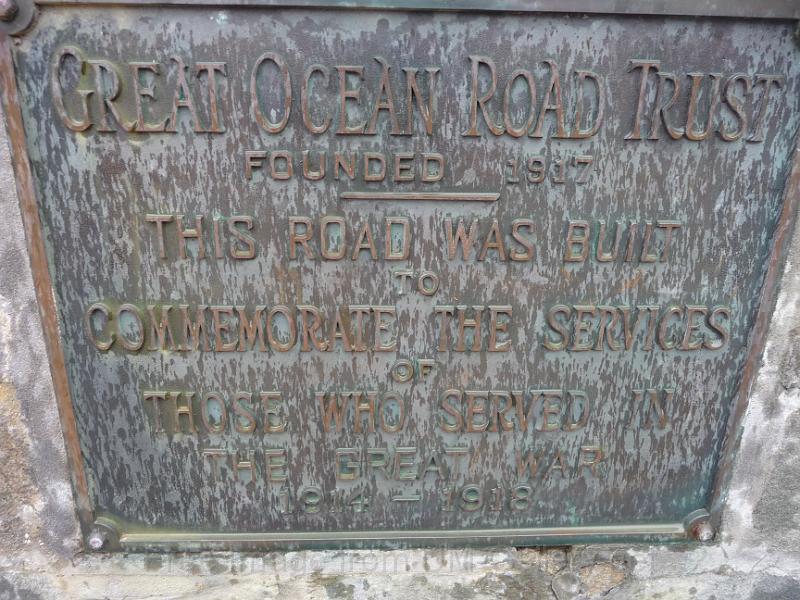 GREAT OCEAN ROAD TRUST
FOUNDED 1917
THIS ROAD WAS BUILT
TO
COMMEMORATE THE SERVICES
OF
THOSE WHO SERVED IN
THE GREAT WAR
1914 – 1918